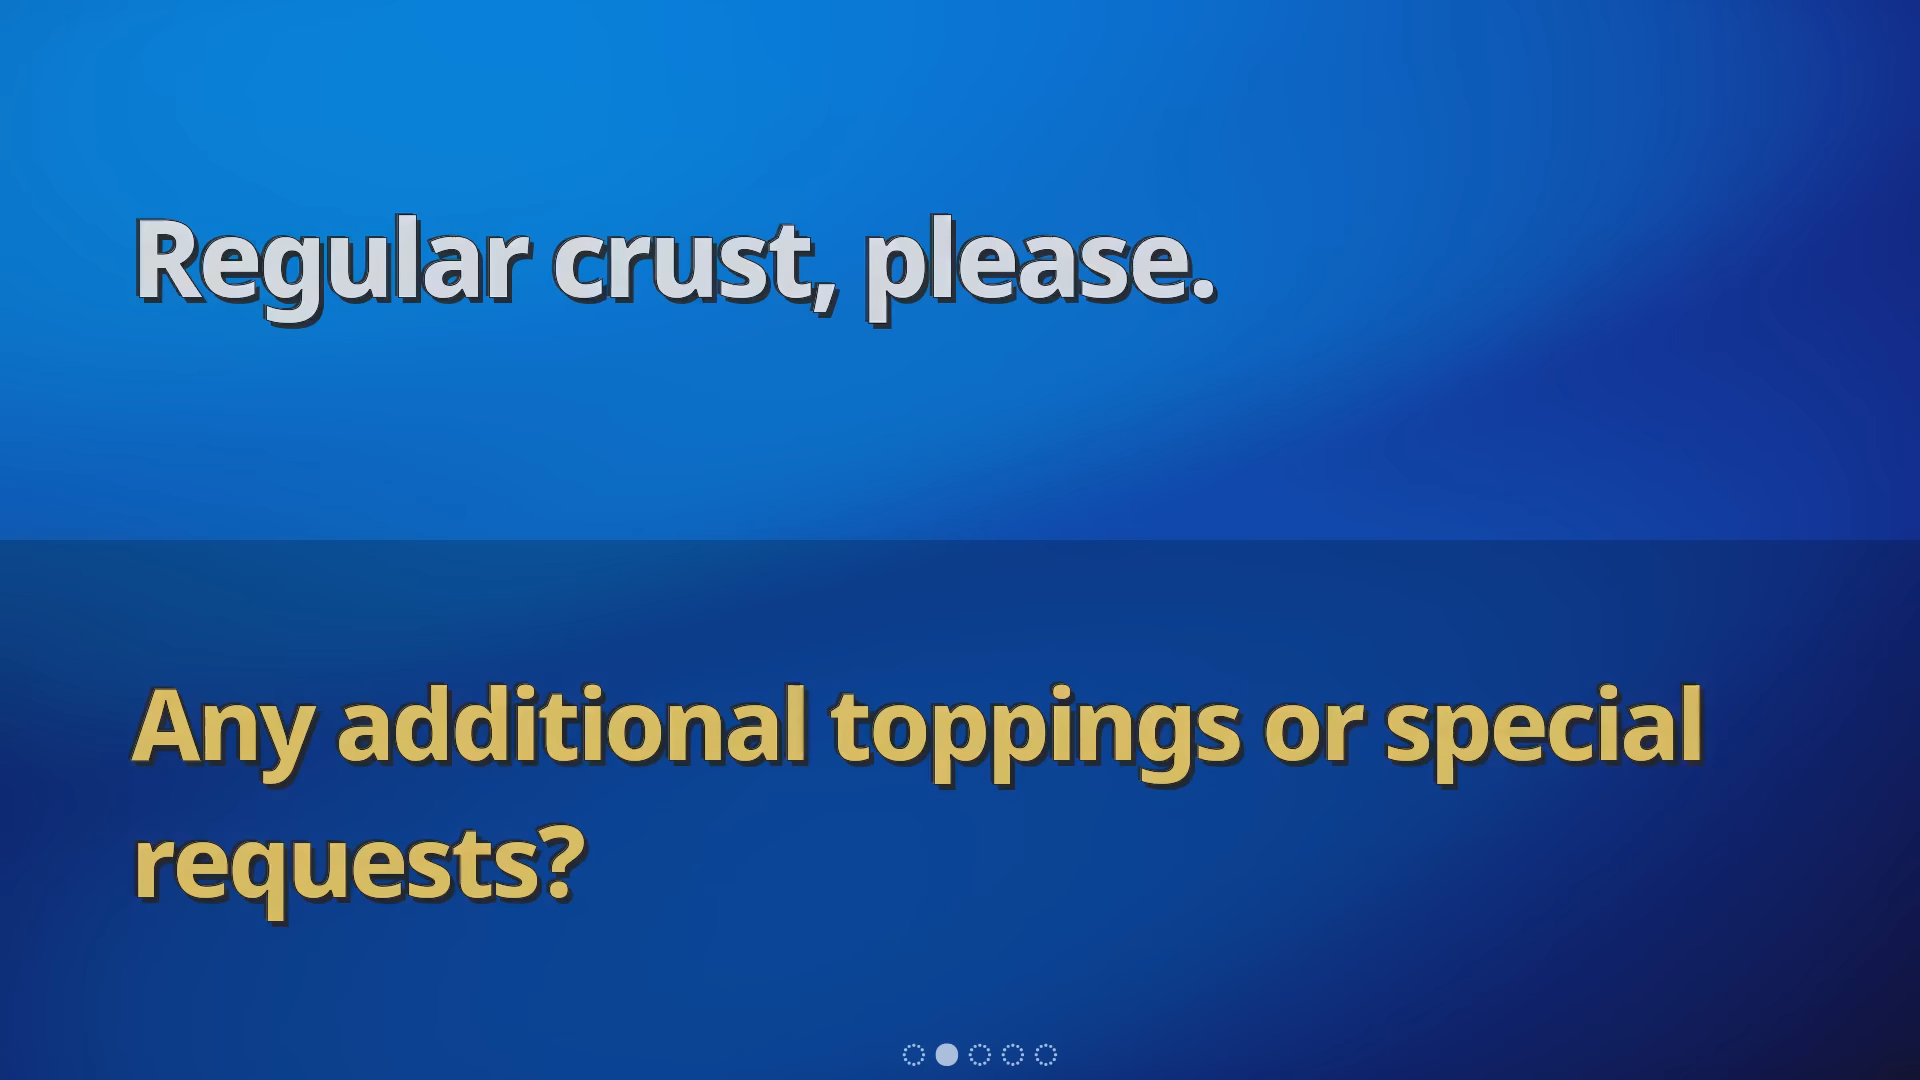 Regular crust, please.
Any additional toppings or special
requests?